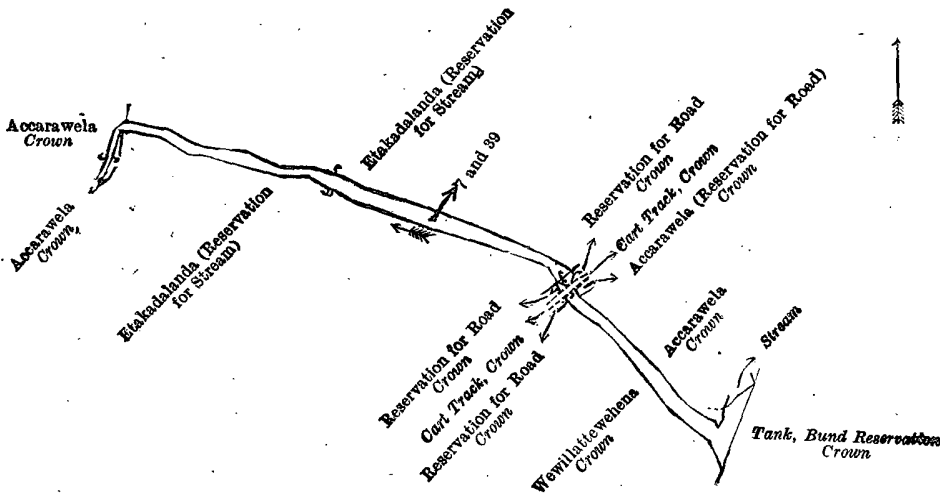 Accarawela
Crown
Accarawela
Crown,
Etakadalanda (Reservation
for Stream)
Etakadalanda (Reservation
for Stream)
7 and 39
Reservation for Road
Crown
Cart Track, Crown
Accarawela (Reservation for Road)
Crown
Reservation for Road
Crown
Cart Track, Crown
Reservation for Road
Crown
Accarawela
Crown
Stream
Wewillattewehena
Crown
Tank, Bund Reservation
Crown